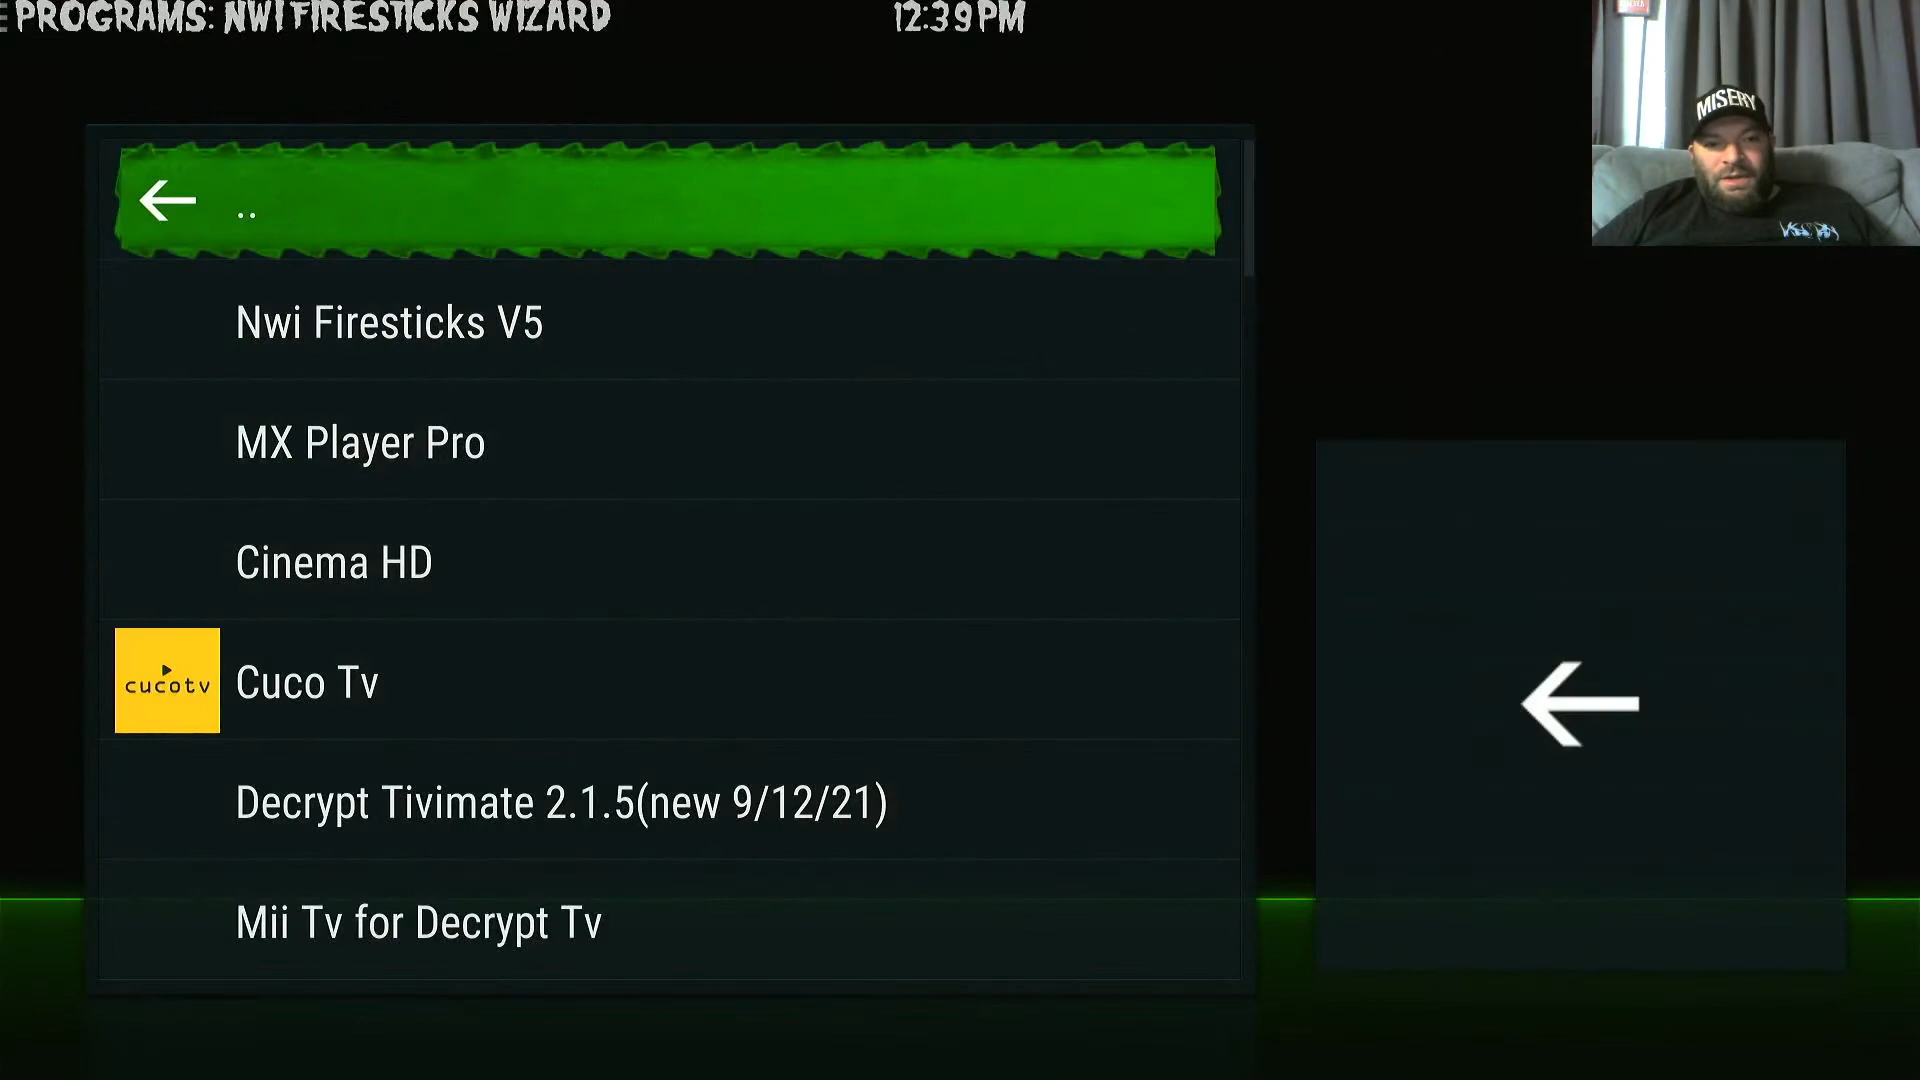 PROGRAMS: NWI FIRESTICKS WIZARD
12:39 PM
MISERY
..
Nwi Firesticks V5
MX Player Pro
Cinema HD
cucotv
Cuco Tv
Decrypt Tivimate 2.1.5(new 9/12/21)
Mii Tv for Decrypt Tv